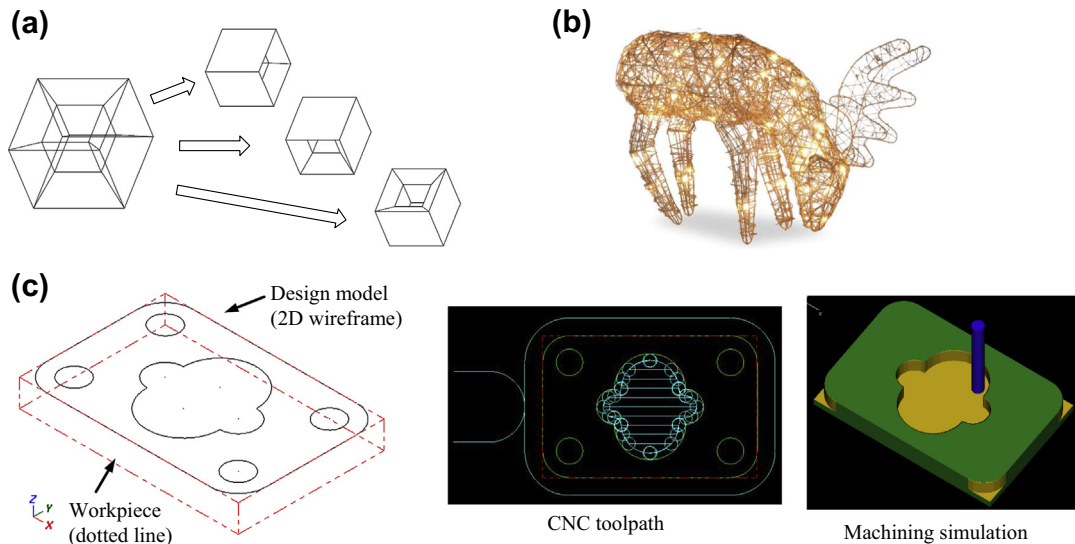 (a)
(b)
(c)
Design model
(2D wireframe)
Workpiece
(dotted line)
Z
Y
X
CNC toolpath
x
Machining simulation